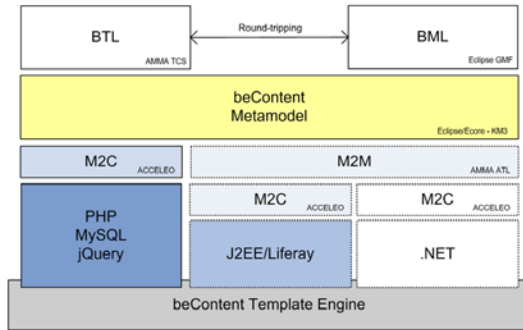 BTL
AMMA TCS
Round-tripping
BML
Eclipse GMF
beContent
Metamodel
Eclipse/Ecore - KM3
M2C
ACCELEO
M2M
AMMA ATL
M2C
ACCELEO
M2C
ACCELEO
PHP
MySQL
jQuery
J2EE/Liferay
.NET
beContent Template Engine